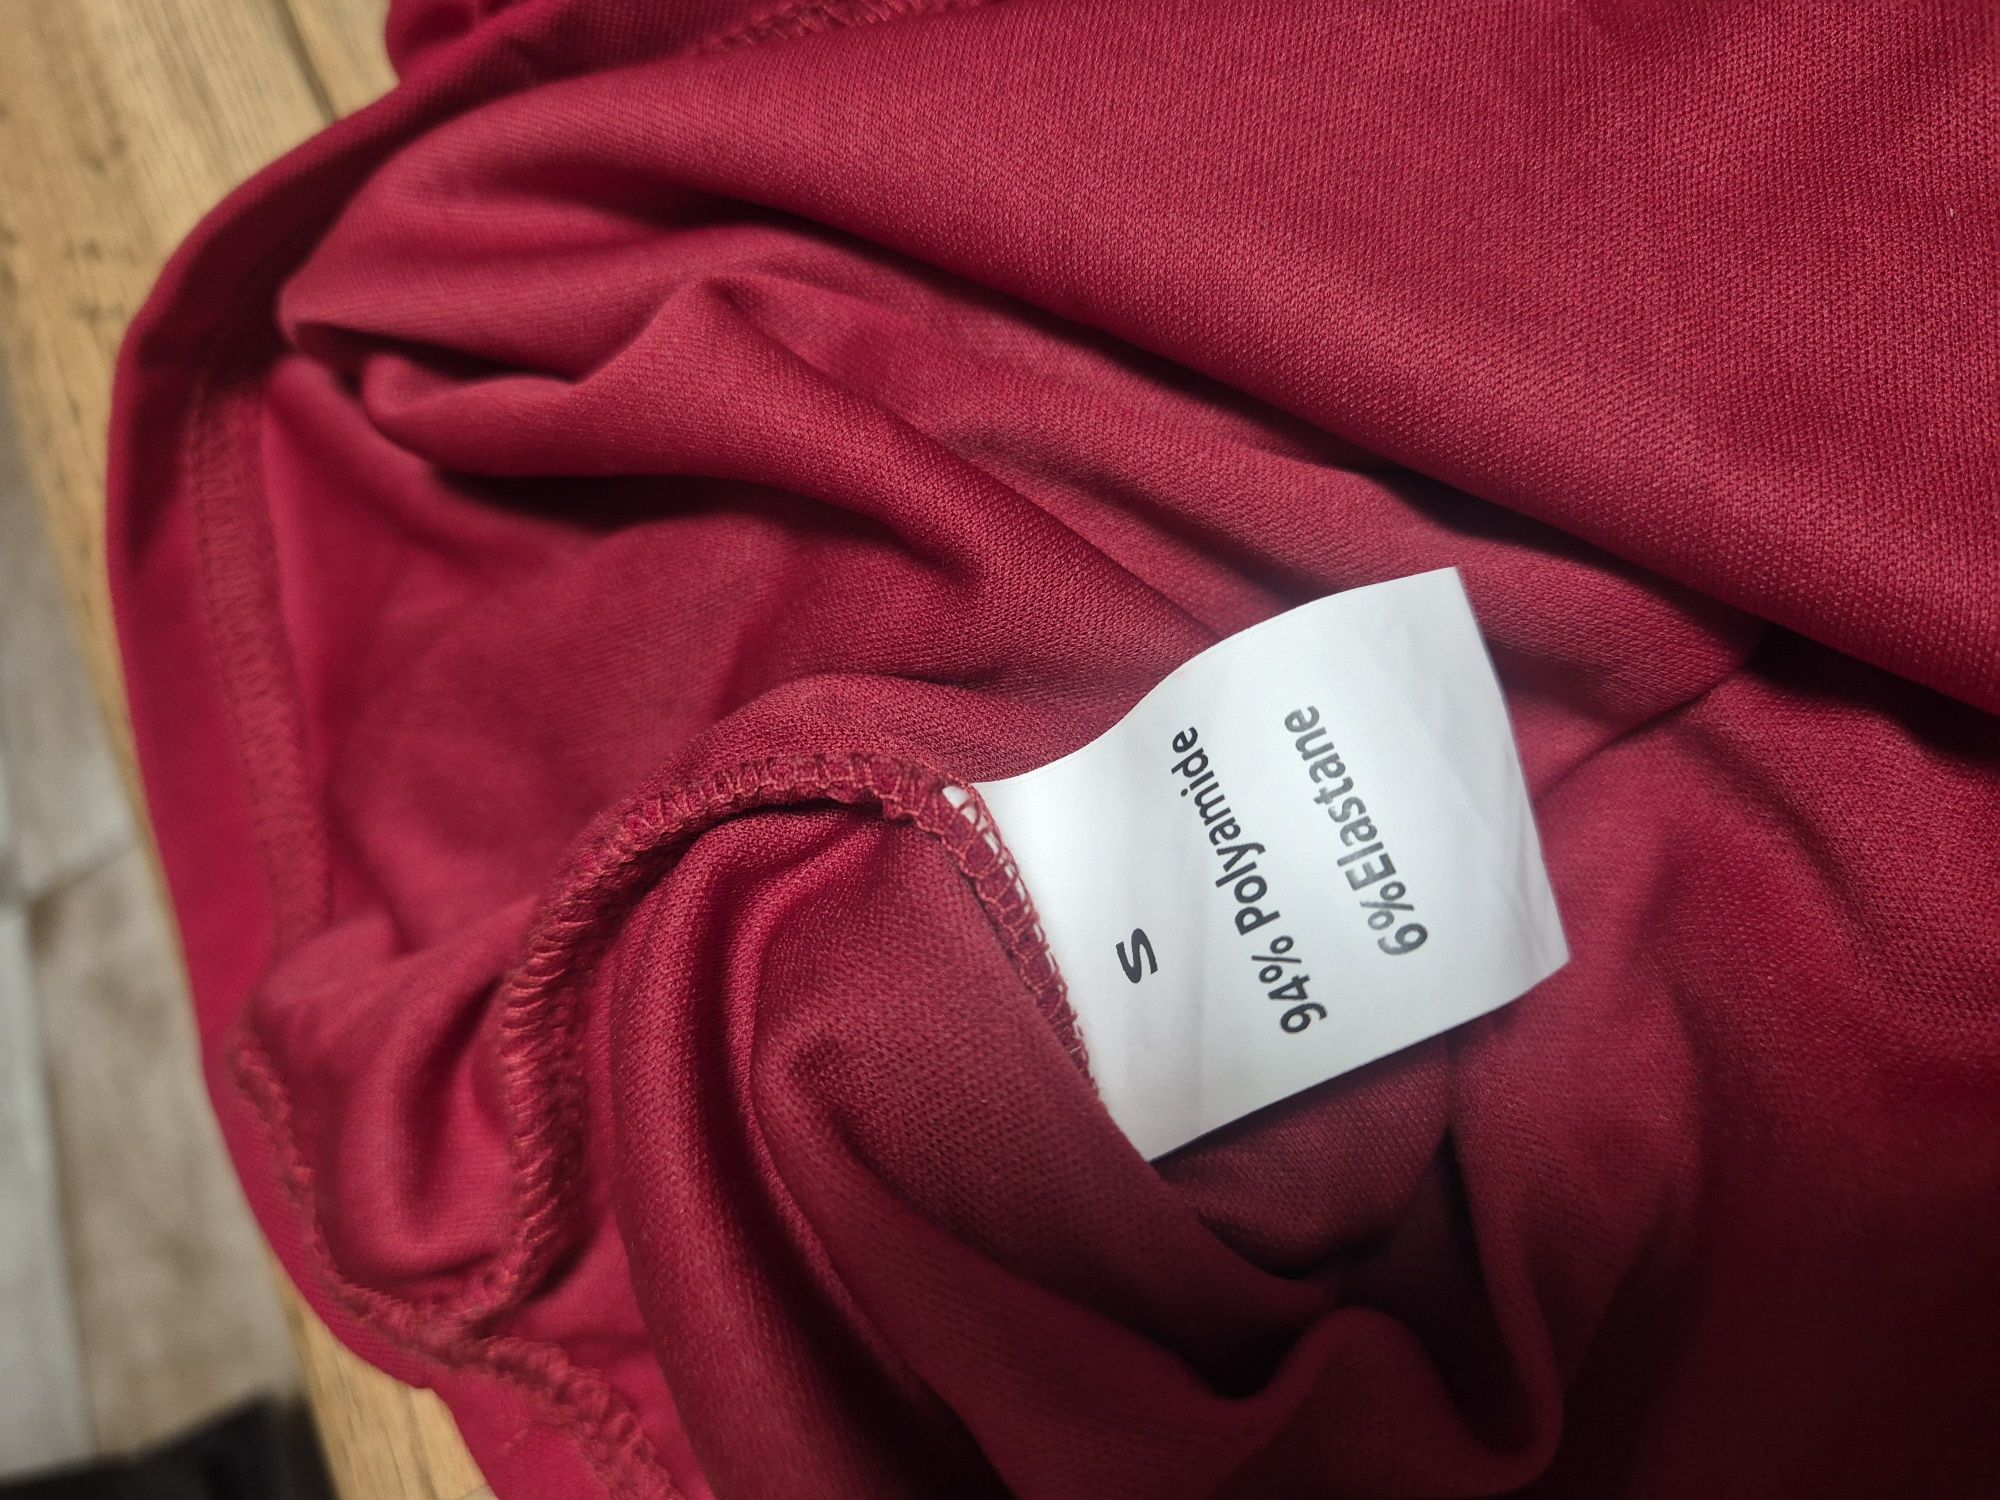 S
94% Polyamide
6%Elastane